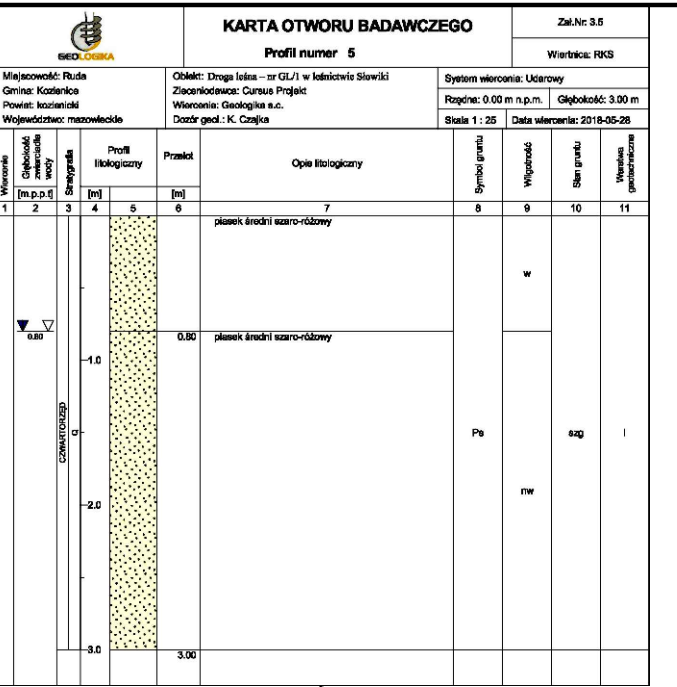 GEOLOGIKA
KARTA OTWORU BADAWCZEGO
Profil numer 5
Zał.Nr: 3.5
Wiertnica: RKS
Miejscowość: Ruda
Gmina: Kozienice
Powiat: kozienicki
Województwo: mazowieckie
Obiekt: Droga leśna – nr GL/1 w leśnictwie Słowiki
Zleceniodawca: Cursus Projekt
Wiercenia: Geologika s.c.
Dozór geol.: K. Czajka
System wiercenia: Udarowy
Rzędna: 0.00 m n.p.m.
Głębokość: 3.00 m
Skala 1 : 25
Data wiercenia: 2018-05-28
Wiercenie
Głębokość zwierciadła wody
[m.p.p.t]
Stratygrafia
Profil litologiczny
[m]
Przelot
[m]
Opis litologiczny
Symbol gruntu
Wilgotność
Stan gruntu
Warstwa geotechniczna
1 2 3 4 5 6 7 8 9 10 11
piasek średni szaro-różowy
w
0.80
0.80
piasek średni szaro-różowy
1.0
CZWARTORZĘD
Q
Ps
szg
I
nw
2.0
3.0
3.00